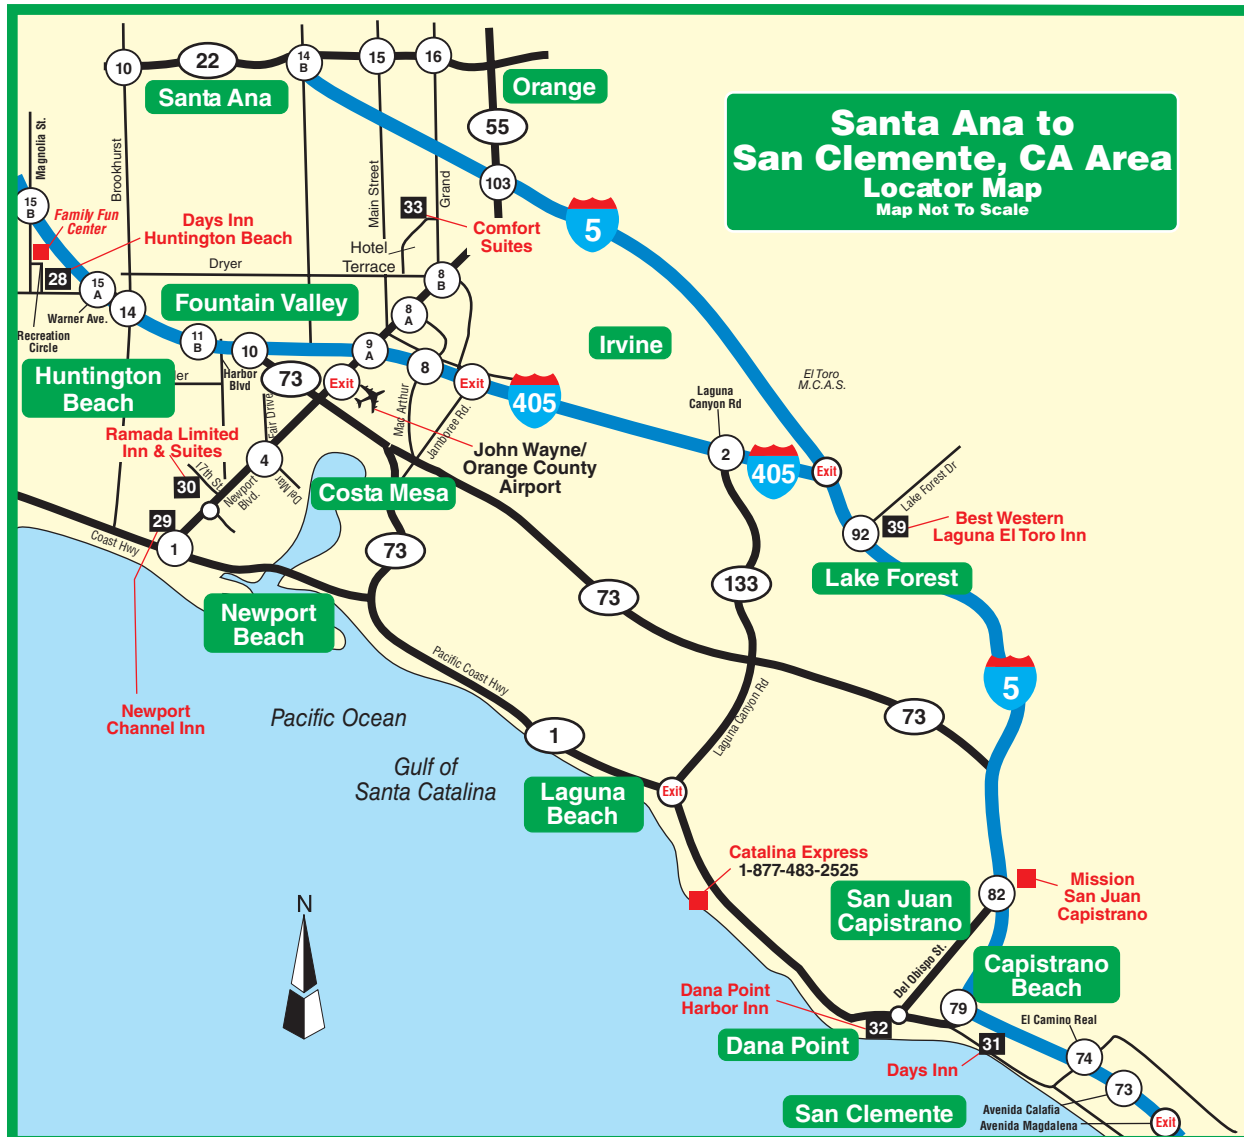 Santa Ana to
San Clemente, CA Area
Locator Map
Map Not To Scale
10
22
14
B
15
16
Santa Ana
Orange
55
103
5
Magnolia St.
Brookhurst
Main Street
Grand
15
B
Family Fun
Center
Days Inn
Huntington Beach
33
Comfort
Suites
Hotel
Terrace
Dryer
28
15
A
Warner Ave.
14
Recreation
Circle
Fountain Valley
8
B
8
A
11
B
10
9
A
8
Exit
Exit
Irvine
Huntington
Beach
ler
Harbor
Blvd
73
405
El Toro
M.C.A.S.
Laguna
Canyon Rd
Fair Drive
Mac Arthur
Jamboree Rd.
Ramada Limited
Inn & Suites
John Wayne/
Orange County
Airport
4
2
405
Exit
30
17th St.
Newport
Blvd.
Del Mar
Costa Mesa
Lake Forest Dr
29
Coast Hwy
1
73
92
39
Best Western
Laguna El Toro Inn
Lake Forest
133
73
Newport
Beach
Pacific Coast Hwy
5
Newport
Channel Inn
Pacific Ocean
Laguna Canyon Rd
73
1
Gulf of
Santa Catalina
Laguna
Beach
Exit
Catalina Express
1-877-483-2525
San Juan
Capistrano
82
Mission
San Juan
Capistrano
N
Del Obispo St.
Capistrano
Beach
Dana Point
Harbor Inn
79
El Camino Real
32
Dana Point
31
Days Inn
74
73
San Clemente
Avenida Calafia
Avenida Magdalena
Exit